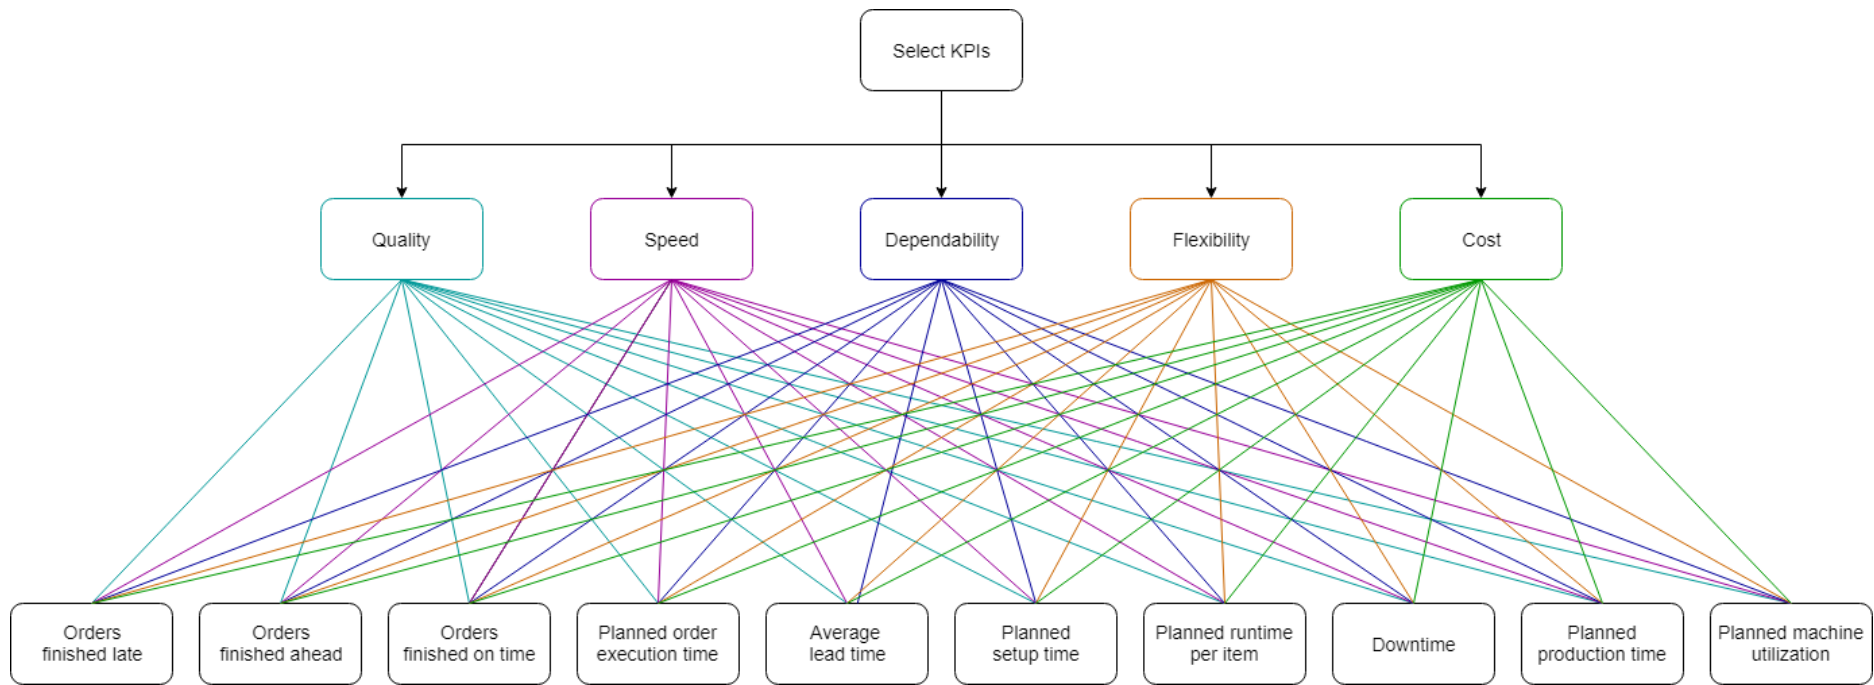 Select KPIs
Quality
Speed
Dependability
Flexibility
Cost
Orders
finished late
Orders
finished ahead
Orders
finished on time
Planned order
execution time
Average
lead time
Planned
setup time
Planned runtime
per item
Downtime
Planned
production time
Planned machine
utilization